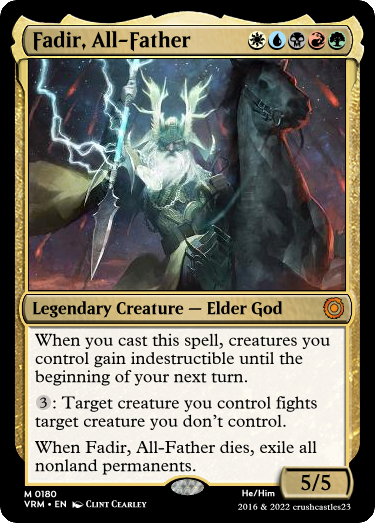 Fadir, All-Father
Legendary Creature — Elder God
When you cast this spell, creatures you
control gain indestructible until the
beginning of your next turn.
3: Target creature you control fights
target creature you don't control.
When Fadir, All-Father dies, exile all
nonland permanents.
5/5
M 0180
He/Him
VRM • EN Clint Cearley
2016 & 2022 crushcastles23